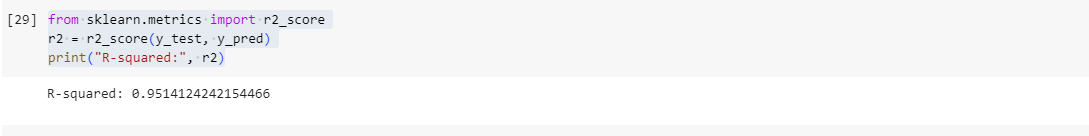 [29] from sklearn.metrics import r2_score
r2 = r2_score(y_test, y_pred)
print("R-squared:", r2)
R-squared: 0.9514124242154466